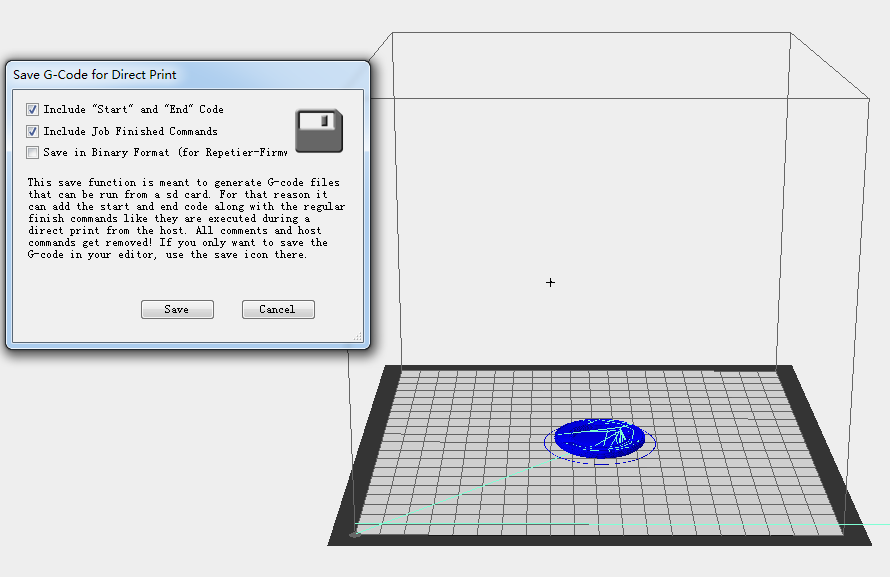 Save G-Code for Direct Print
Include "Start" and "End" Code
Include Job Finished Commands
Save in Binary Format (for Repetier-Firmw
This save function is meant to generate G-code files
that can be run from a sd card. For that reason it
can add the start and end code along with the regular
finish commands like they are executed during a
direct print from the host. All comments and host
commands get removed! If you only want to save the
G-code in your editor, use the save icon there.
Save
Cancel